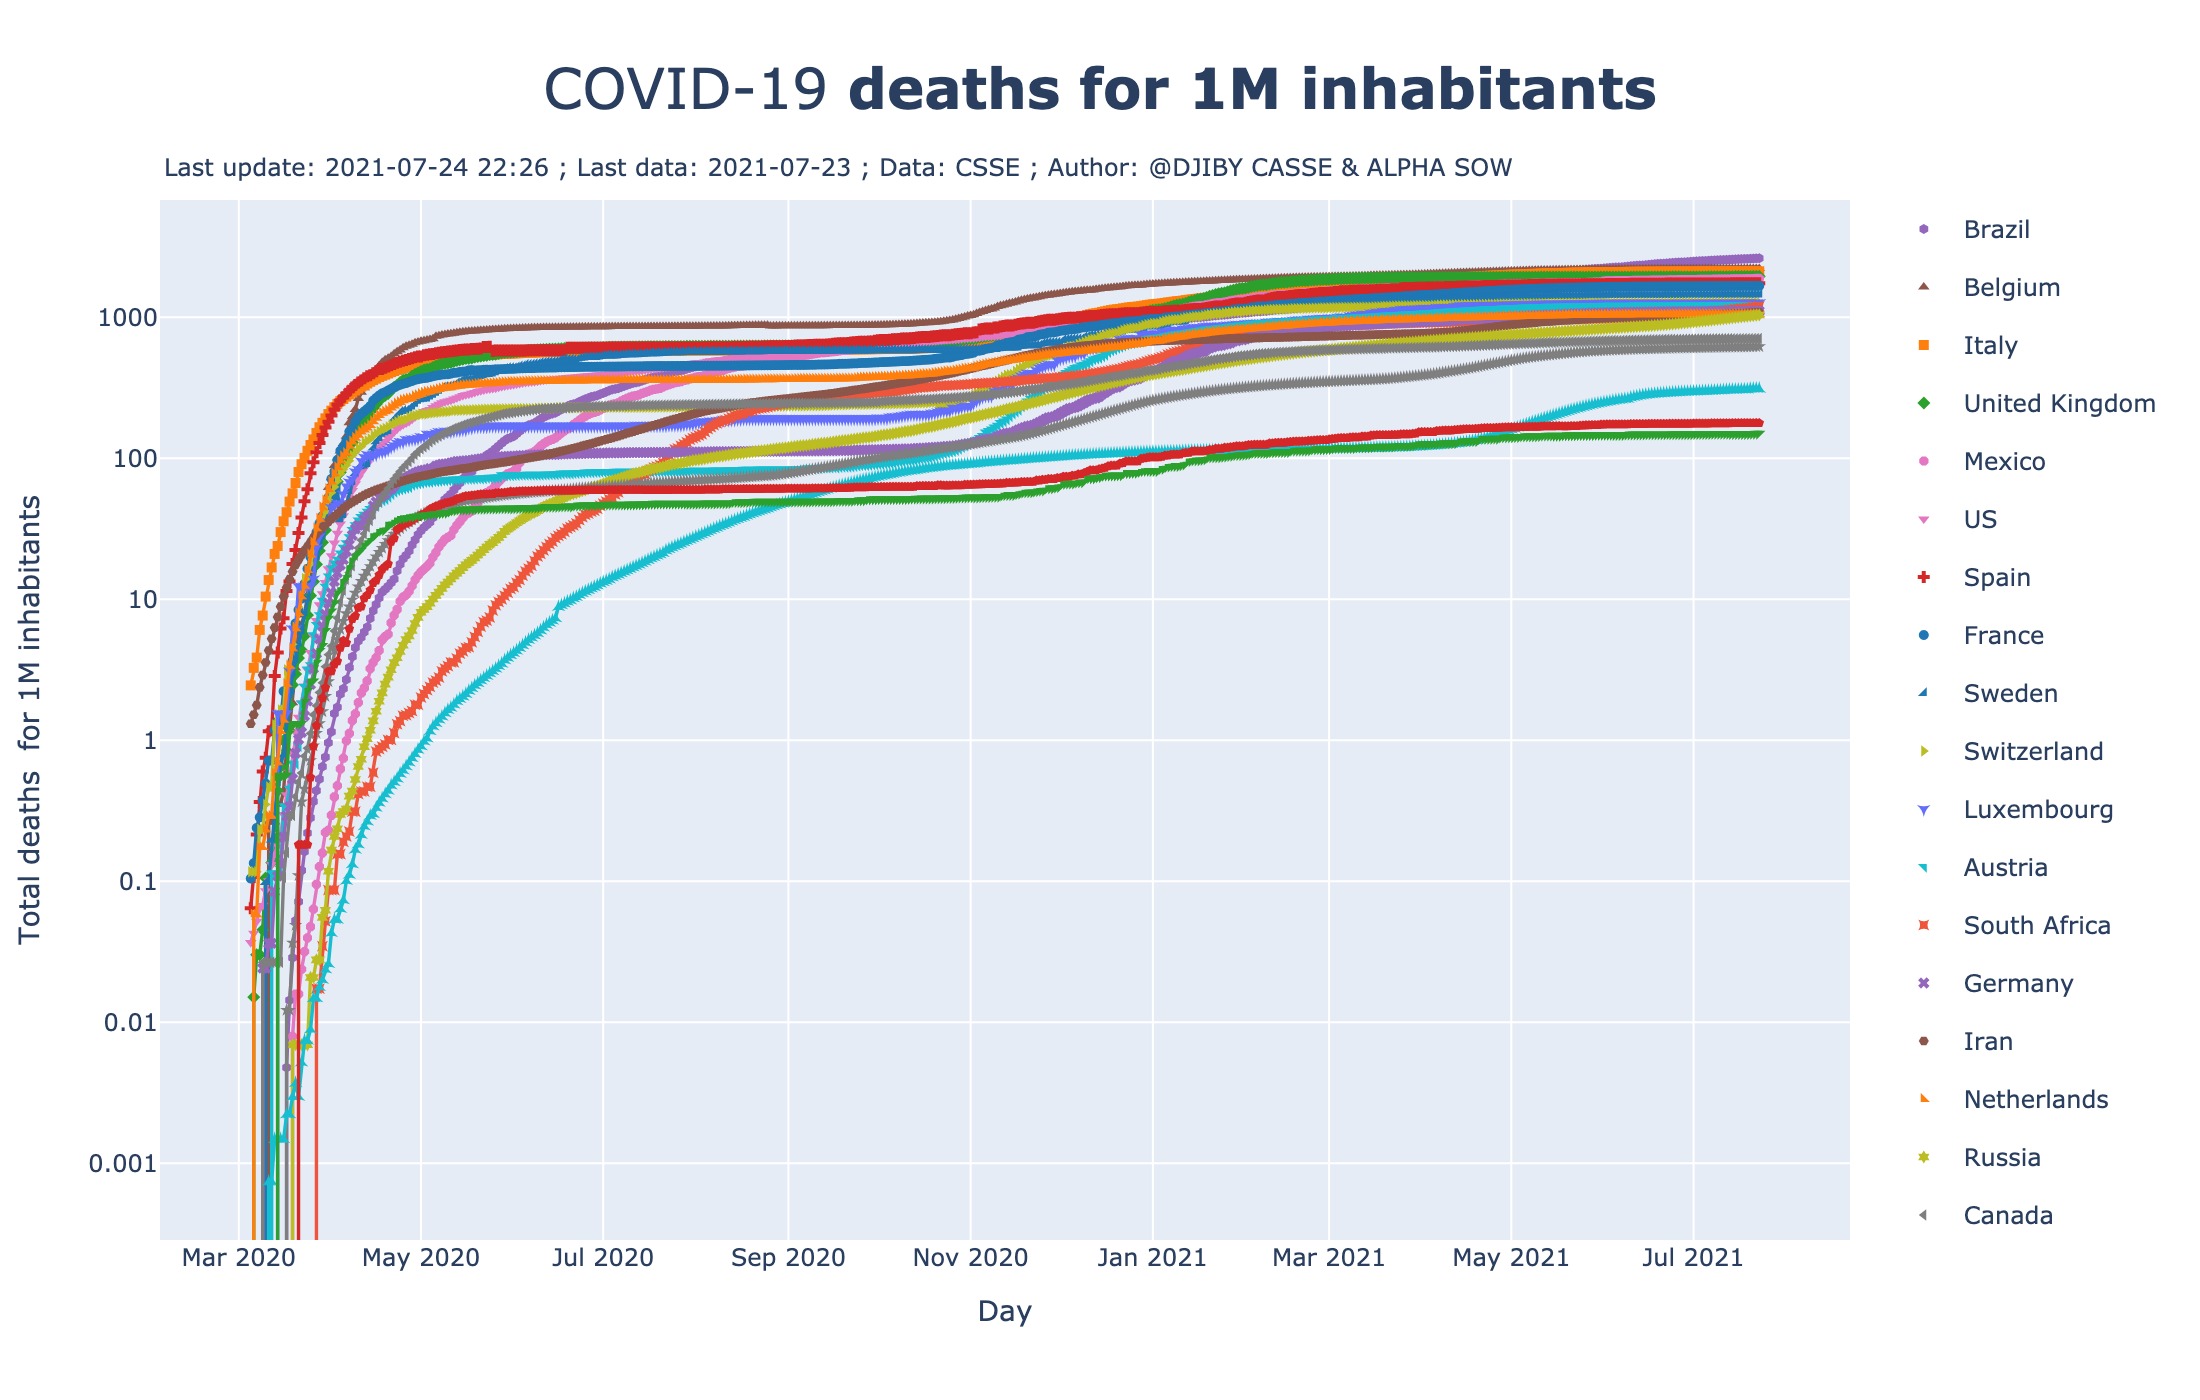 COVID-19 deaths for 1M inhabitants
Last update: 2021-07-24 22:26 ; Last data: 2021-07-23 ; Data: CSSE ; Author: @DJIBY CASSE & ALPHA SOW
Total deaths for 1M inhabitants
1000
100
10
1
0.1
0.01
0.001
Mar 2020
May 2020
Jul 2020
Sep 2020
Nov 2020
Jan 2021
Mar 2021
May 2021
Jul 2021
Day
Brazil
Belgium
Italy
United Kingdom
Mexico
US
Spain
France
Sweden
Switzerland
Luxembourg
Austria
South Africa
Germany
Iran
Netherlands
Russia
Canada